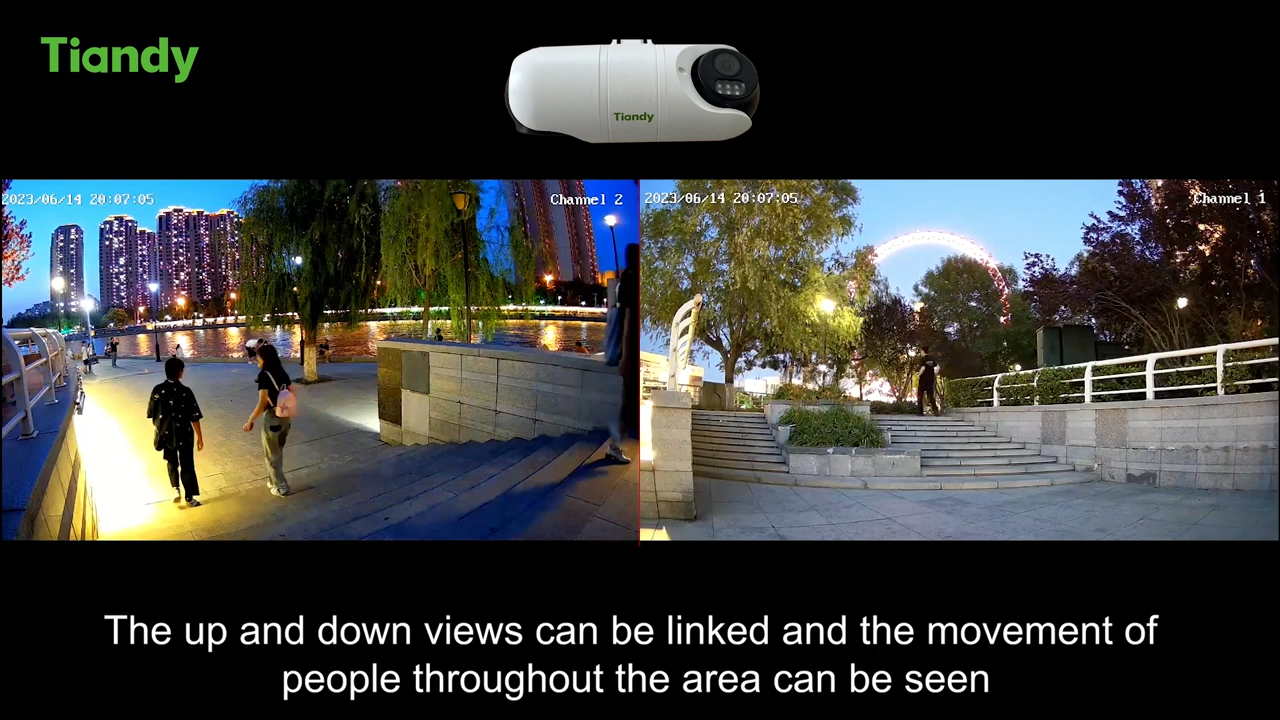 Tiandy
Tiandy
2023/06/14 20:07:05
Channel 2
2023/06/14 20:07:05
Channel 1
The up and down views can be linked and the movement of
people throughout the area can be seen